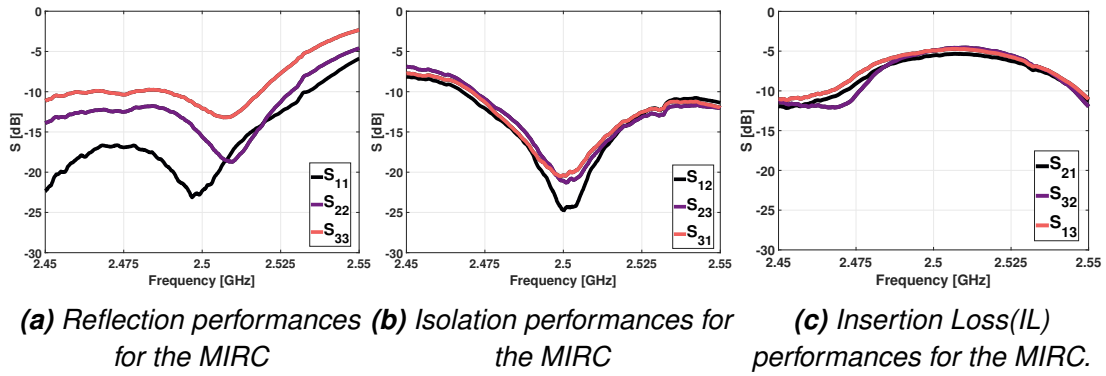 0
-5
-10
-15
-20
-25
-30
S [dB]
S11
S22
S33
2.45 2.475 2.5 2.525 2.55
Frequency [GHz]
0
-5
-10
-15
-20
-25
-30
S [dB]
S12
S23
S31
2.45 2.475 2.5 2.525 2.55
Frequency [GHz]
0
-5
-10
-15
-20
-25
-30
S [dB]
S21
S32
S13
2.45 2.475 2.5 2.525 2.55
Frequency [GHz]
(a) Reflection performances
for the MIRC
(b) Isolation performances for
the MIRC
(c) Insertion Loss(IL)
performances for the MIRC.